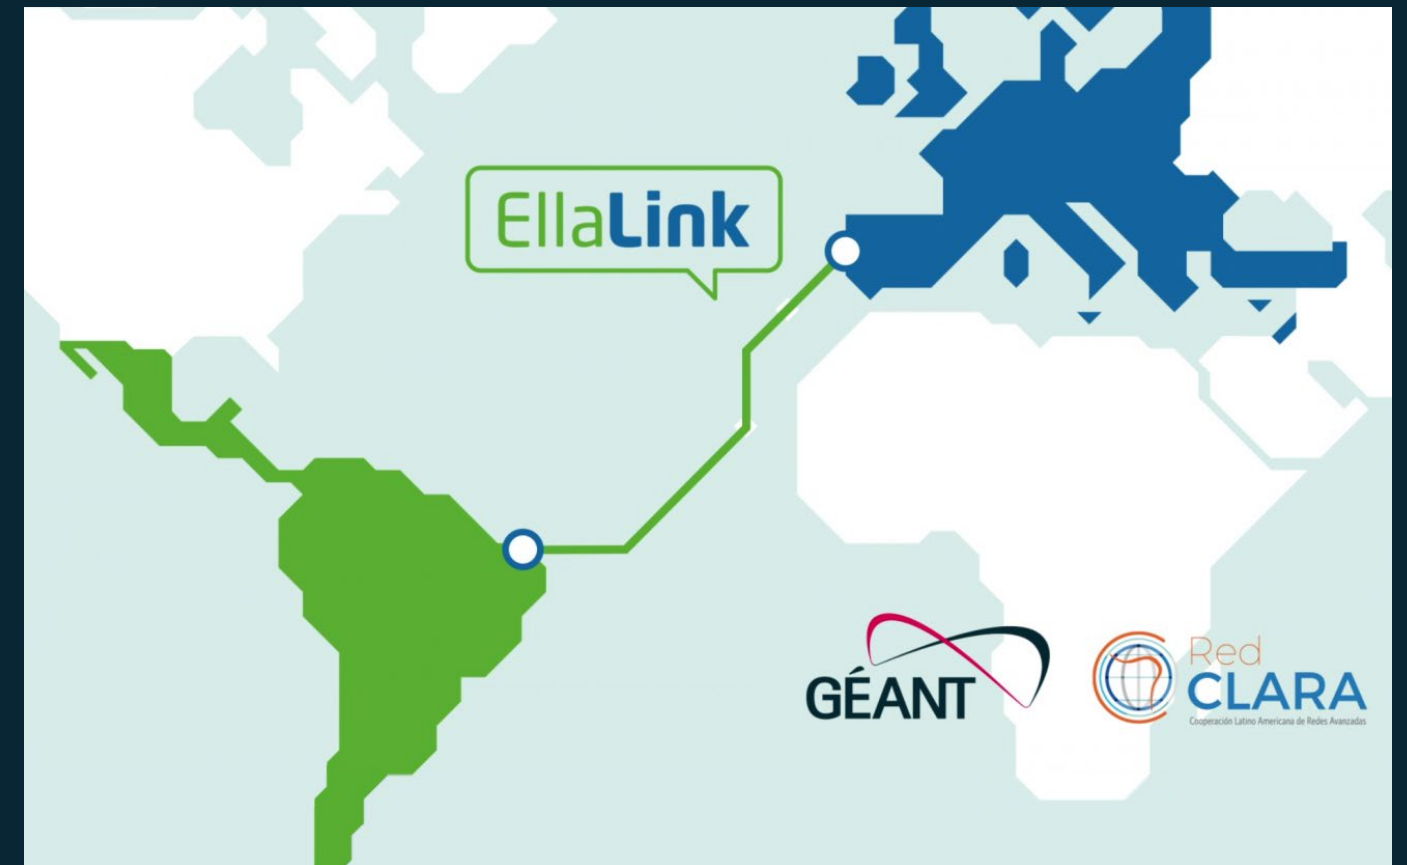 EllaLink
GÉANT
Red
CLARA
Cooperación Latino Americana de Redes Avanzadas